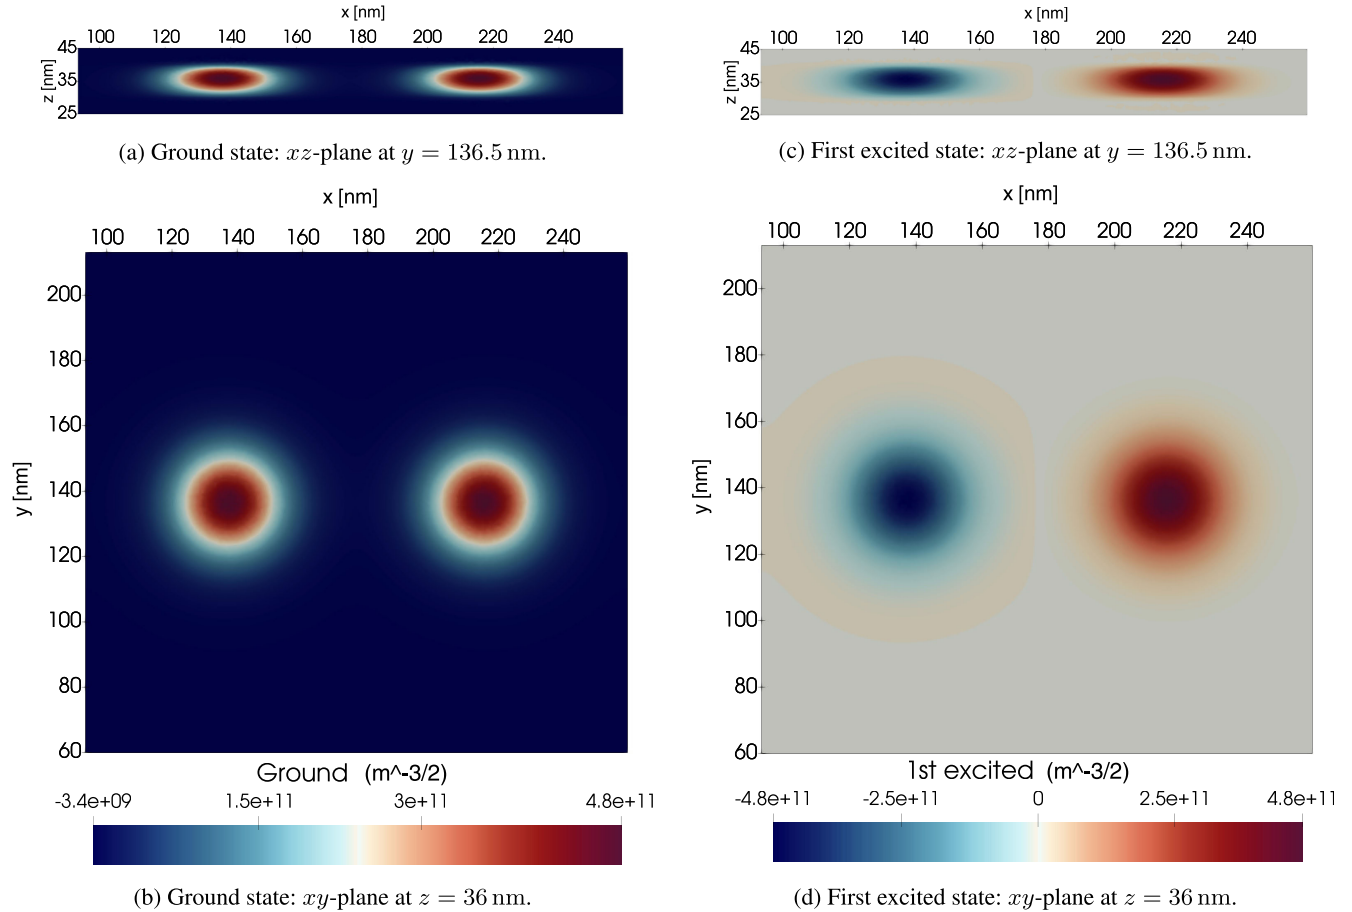 x [nm]
100 120 140 160 180 200 220 240
45
35
25
z [nm]
(a) Ground state: xz-plane at y = 136.5 nm.
x [nm]
100 120 140 160 180 200 220 240
45
35
25
z [nm]
(c) First excited state: xz-plane at y = 136.5 nm.
x [nm]
100 120 140 160 180 200 220 240
200
180
160
140
120
100
80
60
y [nm]
Ground (m^-3/2)
-3.4e+09 1.5e+11 3e+11 4.8e+11
(b) Ground state: xy-plane at z = 36 nm.
x [nm]
100 120 140 160 180 200 220 240
200
180
160
140
120
100
80
60
y [nm]
1st excited (m^-3/2)
-4.8e+11 -2.5e+11 0 2.5e+11 4.8e+11
(d) First excited state: xy-plane at z = 36 nm.